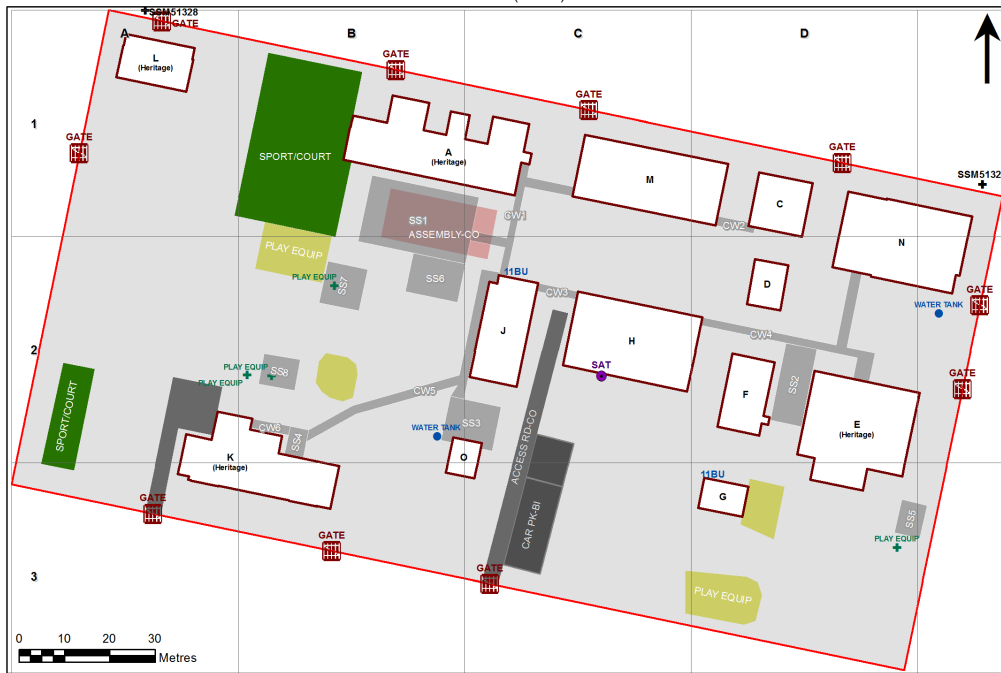 SSM51328
GATE
A
B
C
D
L
(Heritage)
GATE
GATE
1
GATE
GATE
SPORT/COURT
A
(Heritage)
M
C
SSM5132
CW1
SS1
ASSEMBLY-CO
CW2
N
PLAY EQUIP
PLAY EQUIP
SS7
SS6
11BU
CW3
D
GATE
WATER TANK
2
J
H
CW4
SAT
PLAY EQUIP
PLAY EQUIP
SS8
CW5
SS2
F
GATE
SPORT/COURT
SS3
WATER TANK
E
(Heritage)
CW6
SS4
K
(Heritage)
O
ACCESS RD-CO
11BU
G
CAR PK-BI
GATE
SS5
PLAY EQUIP
GATE
GATE
3
PLAY EQUIP
0 10 20 30
Metres